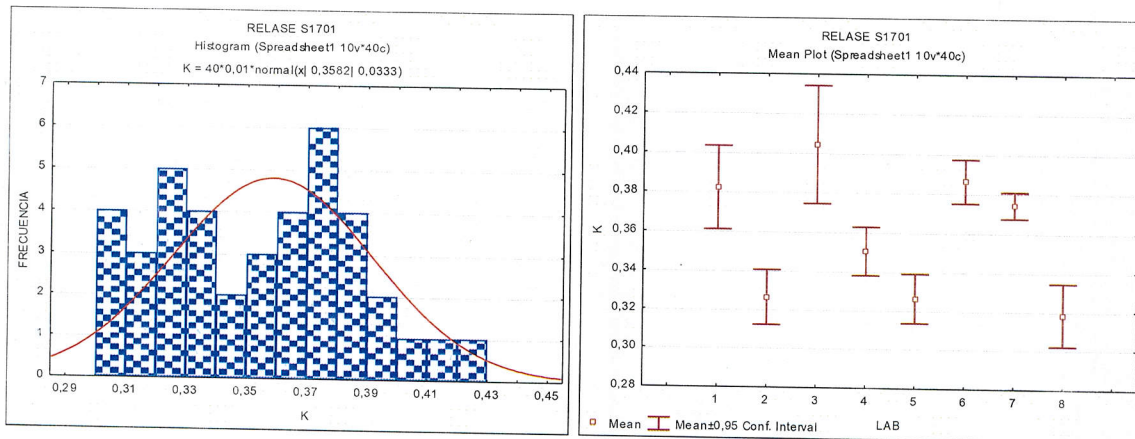 RELASE S1701
Histogram (Spreadsheet1 10v*40c)
K = 40*0,01*normal(x| 0,3582| 0,0333)
7
6
5
4
3
2
1
0
FRECUENCIA
0,29 0,31 0,33 0,35 0,37 0,39 0,41 0,43 0,45
K
RELASE S1701
Mean Plot (Spreadsheet1 10v*40c)
0,44
0,42
0,40
0,38
0,36
0,34
0,32
0,30
0,28
K
1 2 3 4 5 6 7 8
LAB
Mean Mean±0,95 Conf. Interval